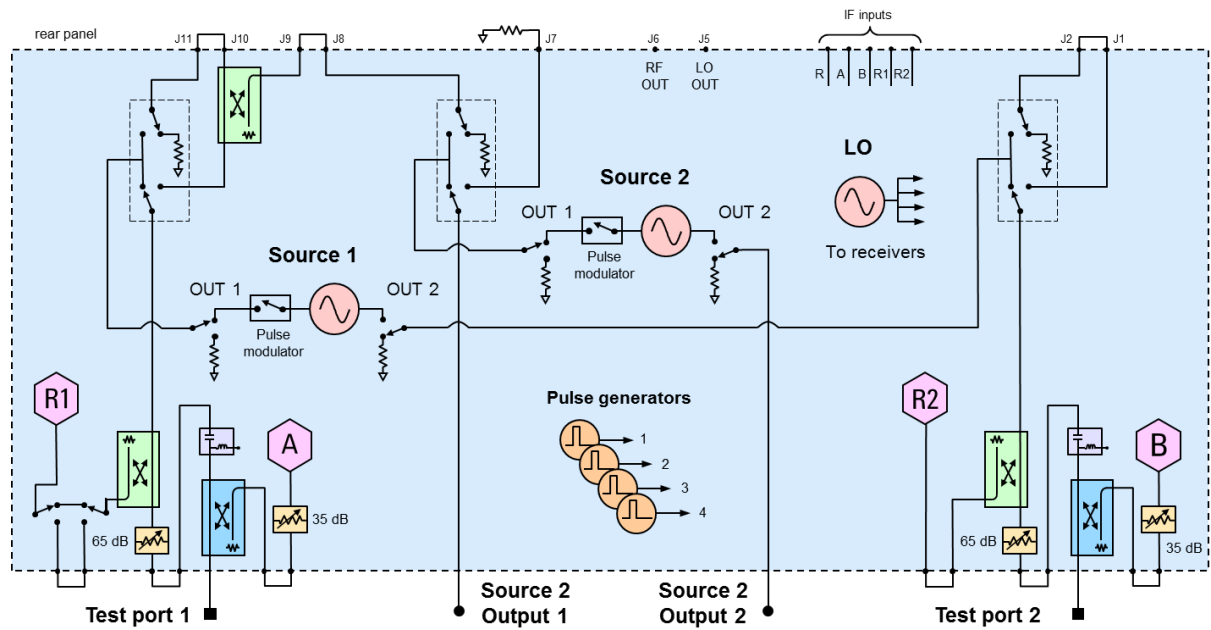 IF inputs
rear panel
J11
J10
J9
J8
J7
J6
J5
J2
J1
RF
OUT
LO
OUT
R
A
B
R1
R2
LO
Source 2
OUT 1
OUT 2
Pulse
modulator
To receivers
Source 1
OUT 1
OUT 2
Pulse
modulator
R1
A
Pulse generators
1
2
3
4
R2
B
65 dB
35 dB
65 dB
35 dB
Test port 1
Source 2
Output 1
Source 2
Output 2
Test port 2